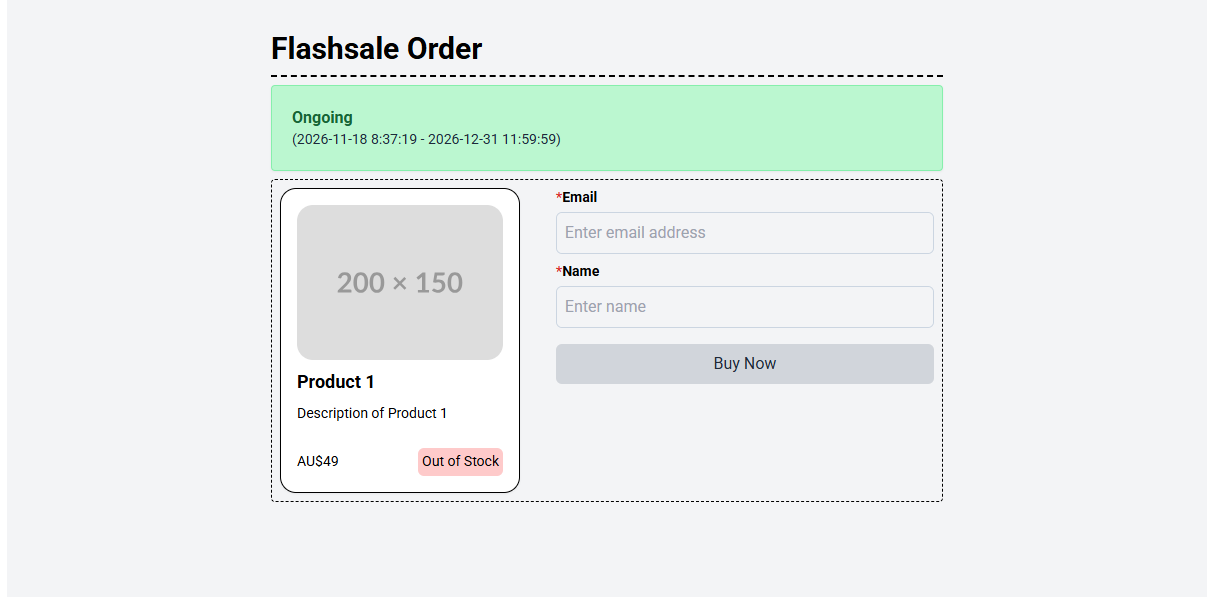 Flashsale Order
Ongoing
(2026-11-18 8:37:19 - 2026-12-31 11:59:59)
200 × 150
Product 1
Description of Product 1
AU$49
Out of Stock
*Email
Enter email address
*Name
Enter name
Buy Now